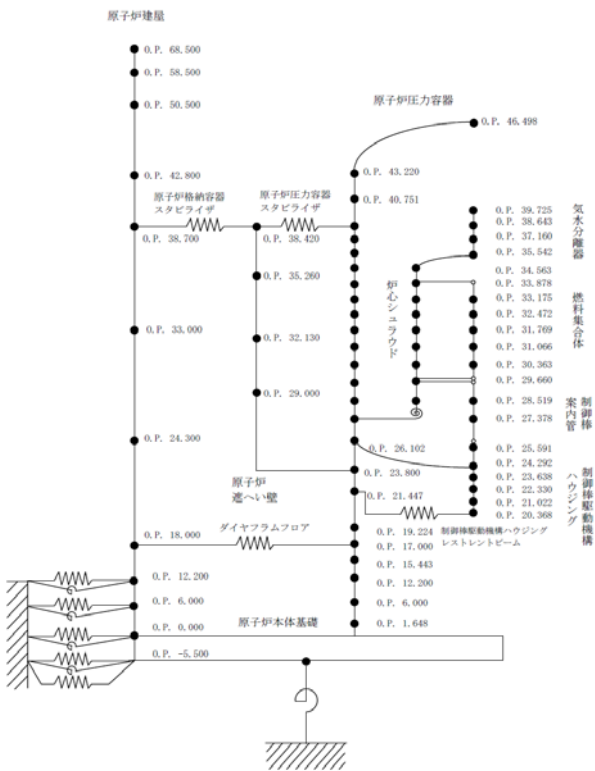 原子炉建屋
O.P. 68.500
O.P. 58.500
O.P. 50.500
O.P. 42.800
原子炉格納容器
スタビライザ
O.P. 38.700
O.P. 33.000
O.P. 24.300
O.P. 18.000
O.P. 12.200
O.P. 6.000
O.P. 0.000
O.P. -5.500
原子炉圧力容器
スタビライザ
O.P. 38.420
O.P. 35.260
O.P. 32.130
O.P. 29.000
原子炉
遮へい壁
ダイヤフラムフロア
原子炉本体基礎
原子炉圧力容器
O.P. 46.498
O.P. 43.220
O.P. 40.751
炉心シュラウド
O.P. 26.102
O.P. 23.800
O.P. 21.447
O.P. 19.224
O.P. 17.000
O.P. 15.443
O.P. 12.200
O.P. 6.000
O.P. 1.648
制御棒駆動機構ハウジング
レストレントビーム
O.P. 39.725
O.P. 38.643
O.P. 37.160
O.P. 35.542
O.P. 34.563
O.P. 33.878
O.P. 33.175
O.P. 32.472
O.P. 31.769
O.P. 31.066
O.P. 30.363
O.P. 29.660
O.P. 28.519
O.P. 27.378
O.P. 25.591
O.P. 24.292
O.P. 23.638
O.P. 22.330
O.P. 21.022
O.P. 20.368
気水分離器
燃料集合体
制御棒
案内管
制御棒駆動機構
ハウジング